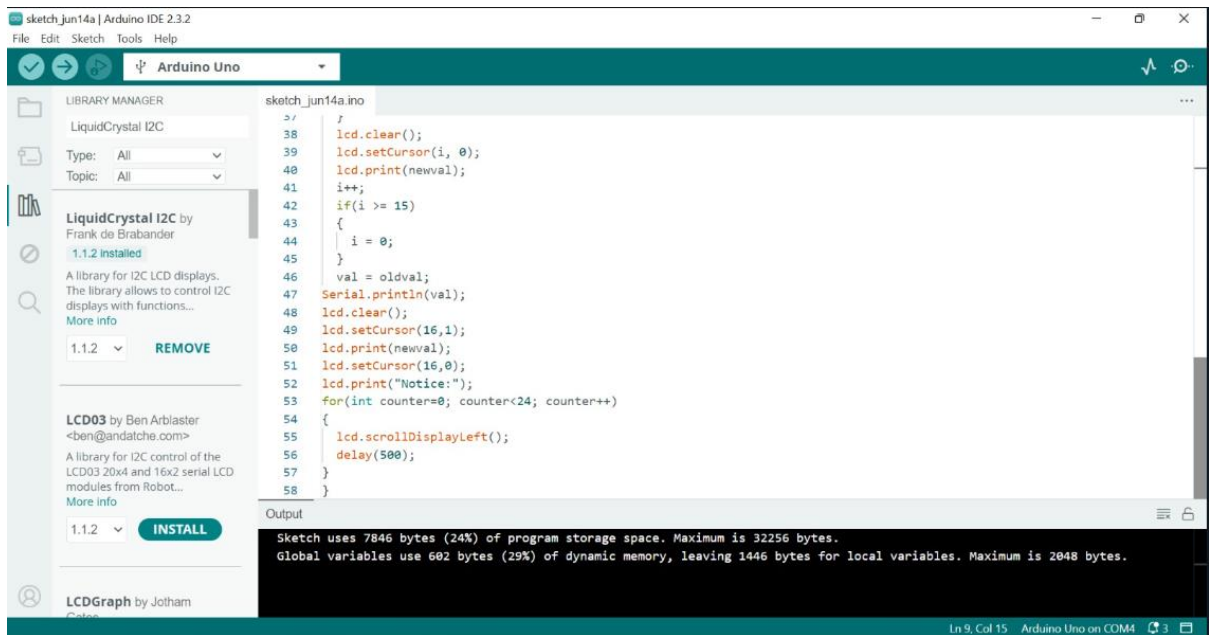 sketch_jun14a | Arduino IDE 2.3.2
File Edit Sketch Tools Help
Arduino Uno
LIBRARY MANAGER
LiquidCrystal I2C
Type: All
Topic: All
LiquidCrystal I2C by
Frank de Brabander
1.1.2 installed
A library for I2C LCD displays.
The library allows to control I2C
displays with functions...
More info
1.1.2 REMOVE
LCD03 by Ben Arblaster
<ben@andatche.com>
A library for I2C control of the
LCD03 20x4 and 16x2 serial LCD
modules from Robot...
More info
1.1.2 INSTALL
LCDGraph by Jotham
sketch_jun14a.ino
37 }
38 lcd.clear();
39 lcd.setCursor(i, 0);
40 lcd.print(newval);
41 i++;
42 if(i >= 15)
43 {
44 i = 0;
45 }
46 val = oldval;
47 Serial.println(val);
48 lcd.clear();
49 lcd.setCursor(16,1);
50 lcd.print(newval);
51 lcd.setCursor(16,0);
52 lcd.print("Notice:");
53 for(int counter=0; counter<24; counter++)
54 {
55 lcd.scrollDisplayLeft();
56 delay(500);
57 }
58 }
Output
Sketch uses 7846 bytes (24%) of program storage space. Maximum is 32256 bytes.
Global variables use 602 bytes (29%) of dynamic memory, leaving 1446 bytes for local variables. Maximum is 2048 bytes.
Ln 9, Col 15 Arduino Uno on COM4 3